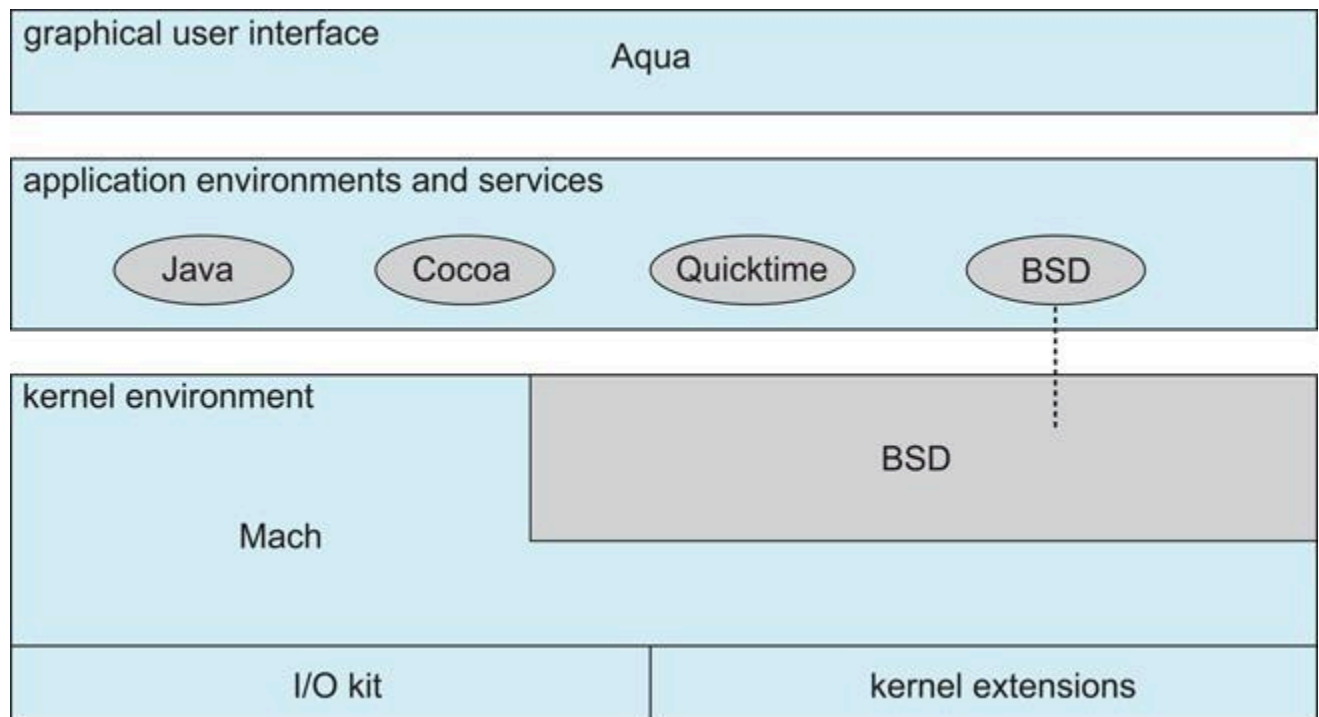 graphical user interface
Aqua
application environments and services
Java
Cocoa
Quicktime
BSD
kernel environment
BSD
Mach
I/O kit
kernel extensions